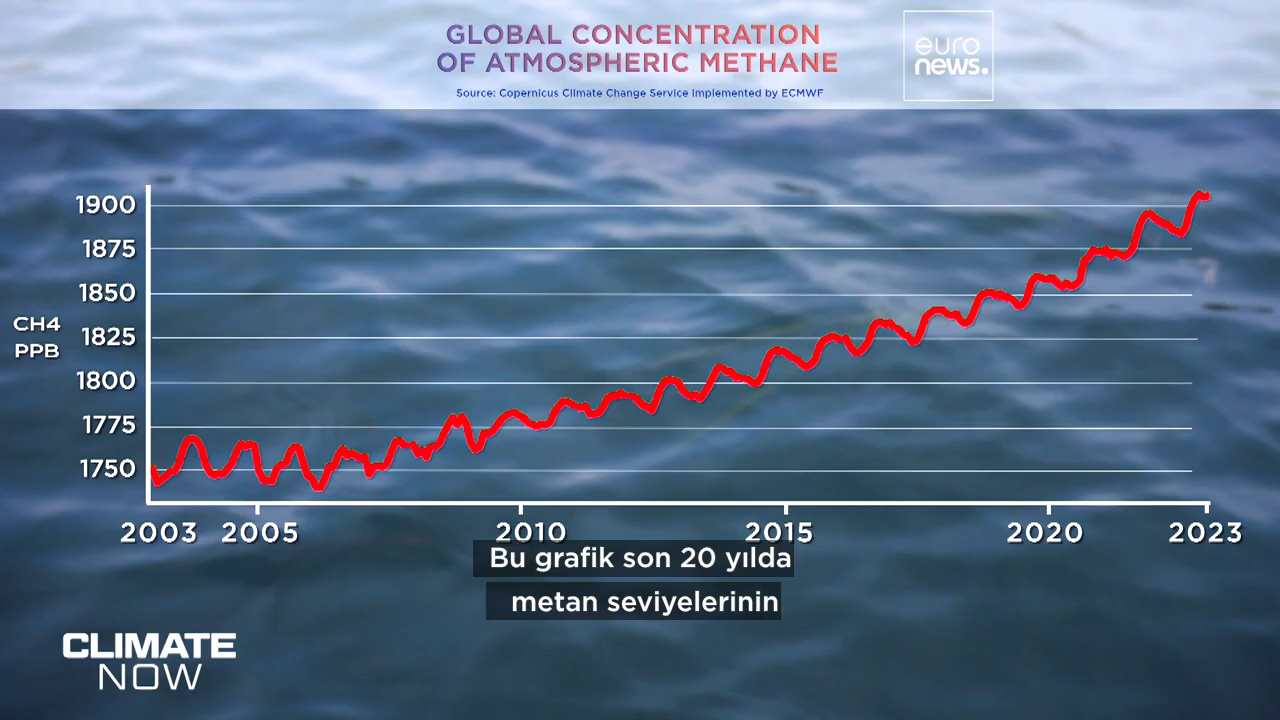 GLOBAL CONCENTRATION
OF ATMOSPHERIC METHANE
Source: Copernicus Climate Change Service implemented by ECMWF
euro
news.
1900
1875
1850
1825
1800
1775
1750
CH4
PPB
2003 2005 2010 2015 2020 2023
Bu grafik son 20 yılda
metan seviyelerinin
CLIMATE
NOW